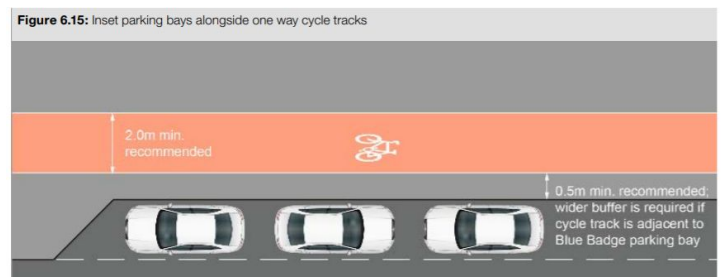 Figure 6.15: Inset parking bays alongside one way cycle tracks
2.0m min.
recommended
0.5m min. recommended;
wider buffer is required if
cycle track is adjacent to
Blue Badge parking bay